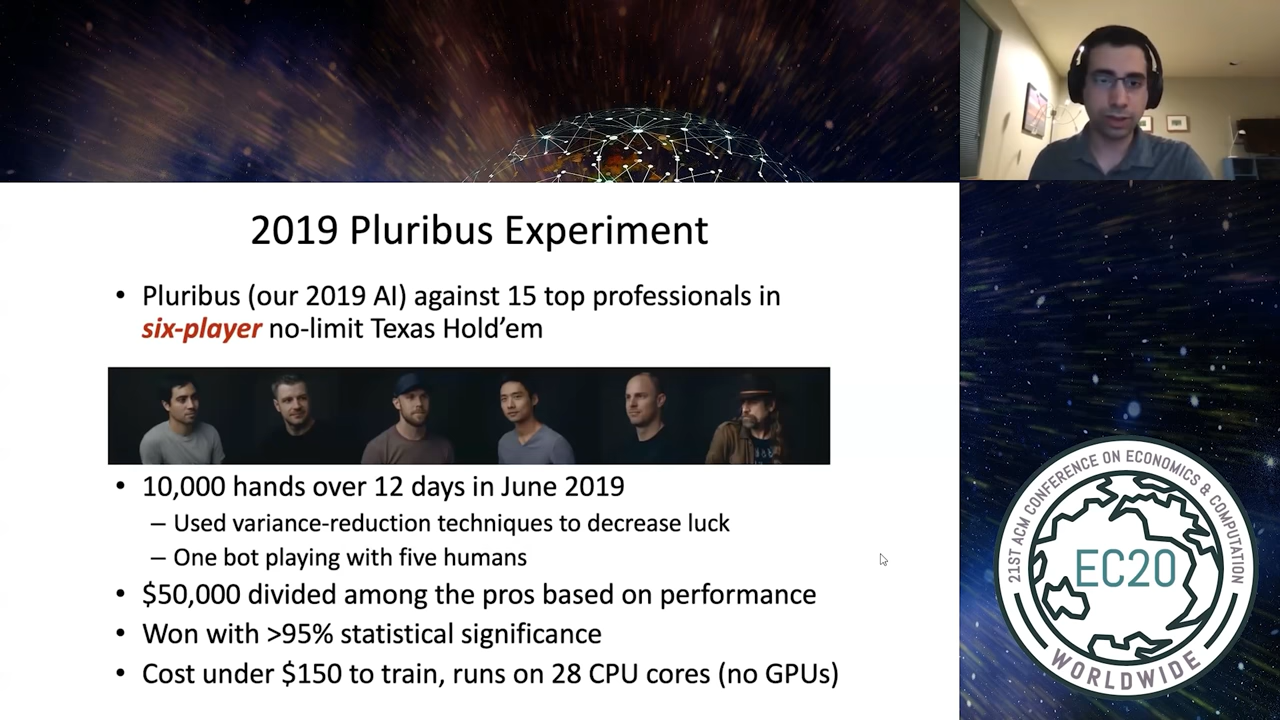 2019 Pluribus Experiment
• Pluribus (our 2019 AI) against 15 top professionals in
six-player no-limit Texas Hold’em
• 10,000 hands over 12 days in June 2019
– Used variance-reduction techniques to decrease luck
– One bot playing with five humans
• $50,000 divided among the pros based on performance
• Won with >95% statistical significance
• Cost under $150 to train, runs on 28 CPU cores (no GPUs)
21ST ACM CONFERENCE ON ECONOMICS & COMPUTATION
EC20
WORLDWIDE